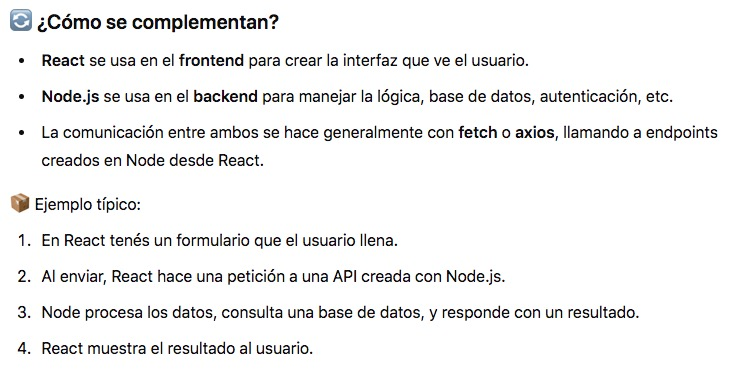 🔄 ¿Cómo se complementan?
• React se usa en el frontend para crear la interfaz que ve el usuario.
• Node.js se usa en el backend para manejar la lógica, base de datos, autenticación, etc.
• La comunicación entre ambos se hace generalmente con fetch o axios, llamando a endpoints
creados en Node desde React.
📦 Ejemplo típico:
1. En React tenés un formulario que el usuario llena.
2. Al enviar, React hace una petición a una API creada con Node.js.
3. Node procesa los datos, consulta una base de datos, y responde con un resultado.
4. React muestra el resultado al usuario.